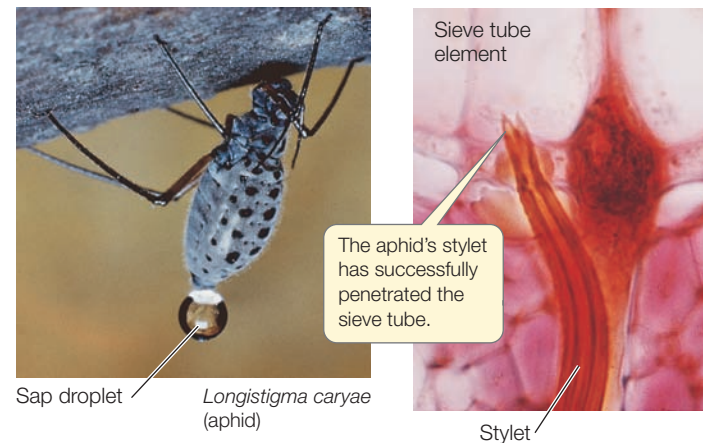 Sieve tube
element
The aphid's stylet
has successfully
penetrated the
sieve tube.
Sap droplet
Longistigma caryae
(aphid)
Stylet